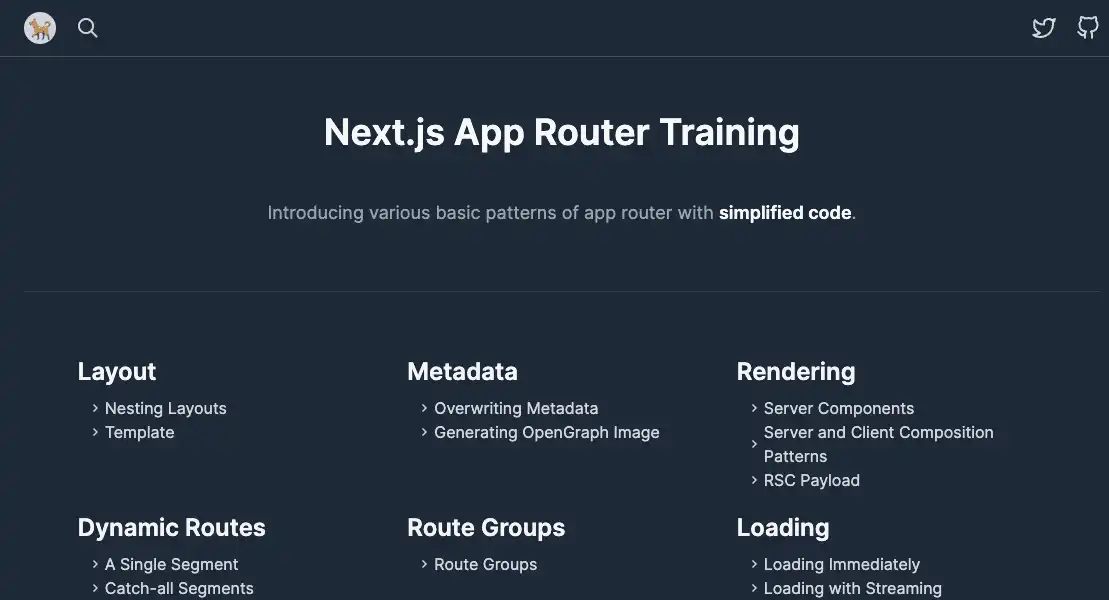 Next.js App Router Training
Introducing various basic patterns of app router with simplified code.
Layout
Nesting Layouts
Template
Metadata
Overwriting Metadata
Generating OpenGraph Image
Rendering
Server Components
Server and Client Composition
Patterns
RSC Payload
Dynamic Routes
A Single Segment
Catch-all Segments
Route Groups
Route Groups
Loading
Loading Immediately
Loading with Streaming